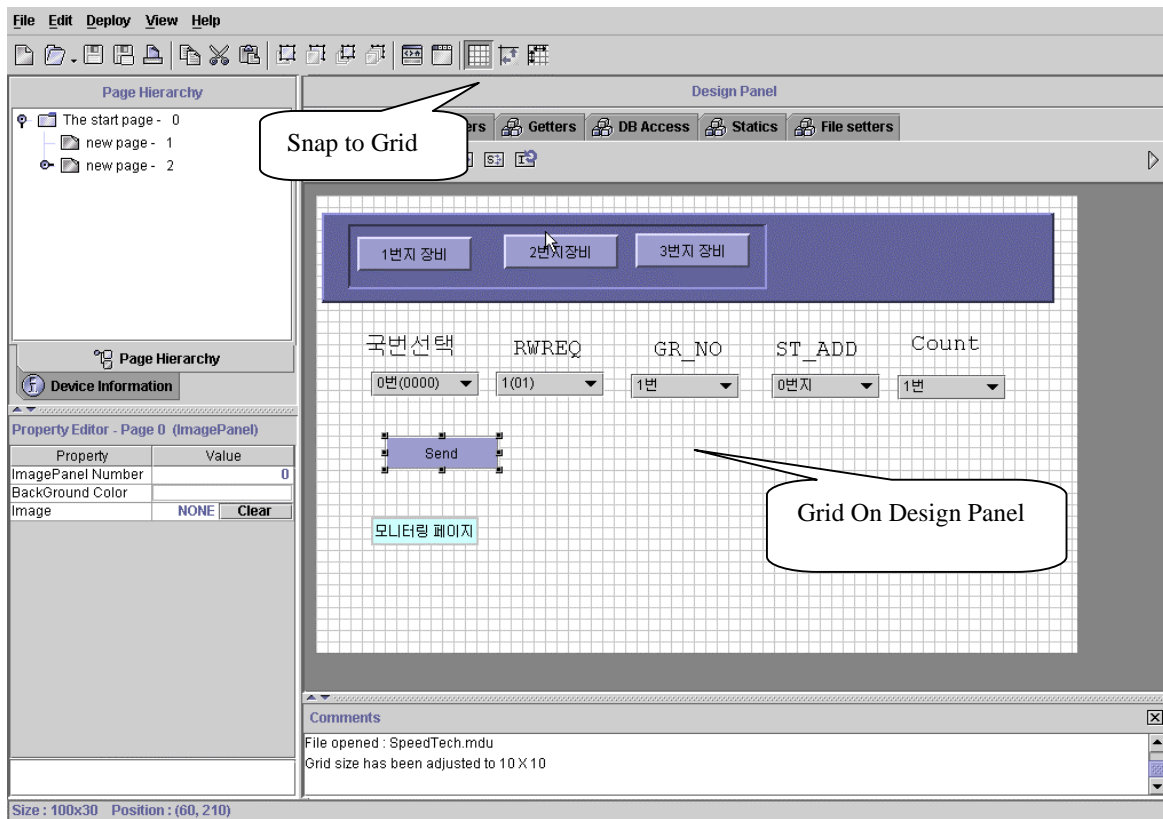 File Edit Deploy View Help
Page Hierarchy
Design Panel
The start page - 0
new page - 1
new page - 2
Snap to Grid
ers Getters DB Access Statics File setters
1번지 장비 2번지장비 3번지 장비
국번선택 RWREQ GR_NO ST_ADD Count
0번(0000) 1(01) 1번 0번지 1번
Page Hierarchy
Device Information
Send
Property Editor - Page 0 (ImagePanel)
Property Value
ImagePanel Number 0
BackGround Color
Image NONE Clear
Grid On Design Panel
모니터링 페이지
Comments
File opened : SpeedTech.mdu
Grid size has been adjusted to 10 X 10
Size : 100x30 Position : (60, 210)